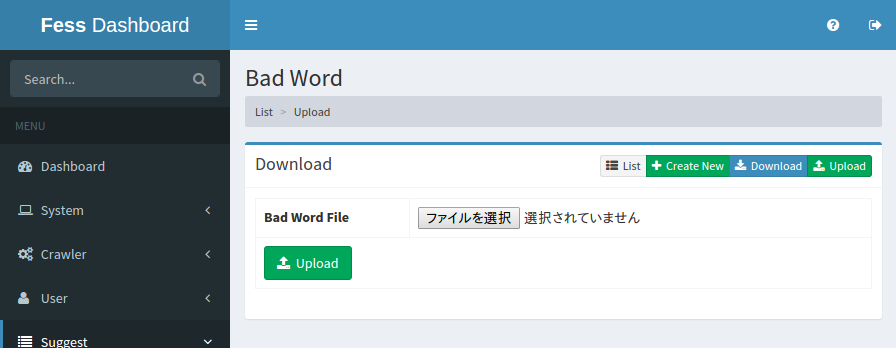 Fess Dashboard
Search...
MENU
Dashboard
System
Crawler
User
Suggest
Bad Word
List > Upload
Download
List Create New Download Upload
Bad Word File ファイルを選択 選択されていません
Upload